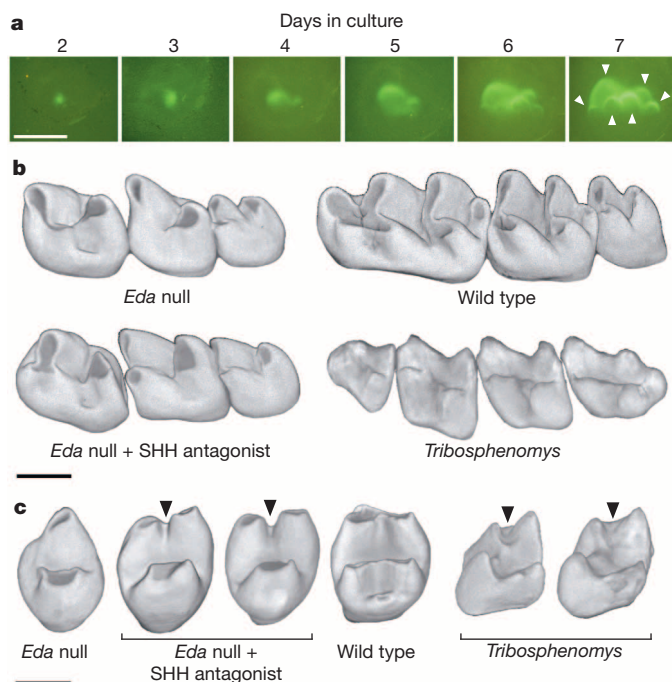 a
Days in culture
2 3 4 5 6 7
b
Eda null
Wild type
Eda null + SHH antagonist
Tribosphenomys
c
Eda null
Eda null +
SHH antagonist
Wild type
Tribosphenomys